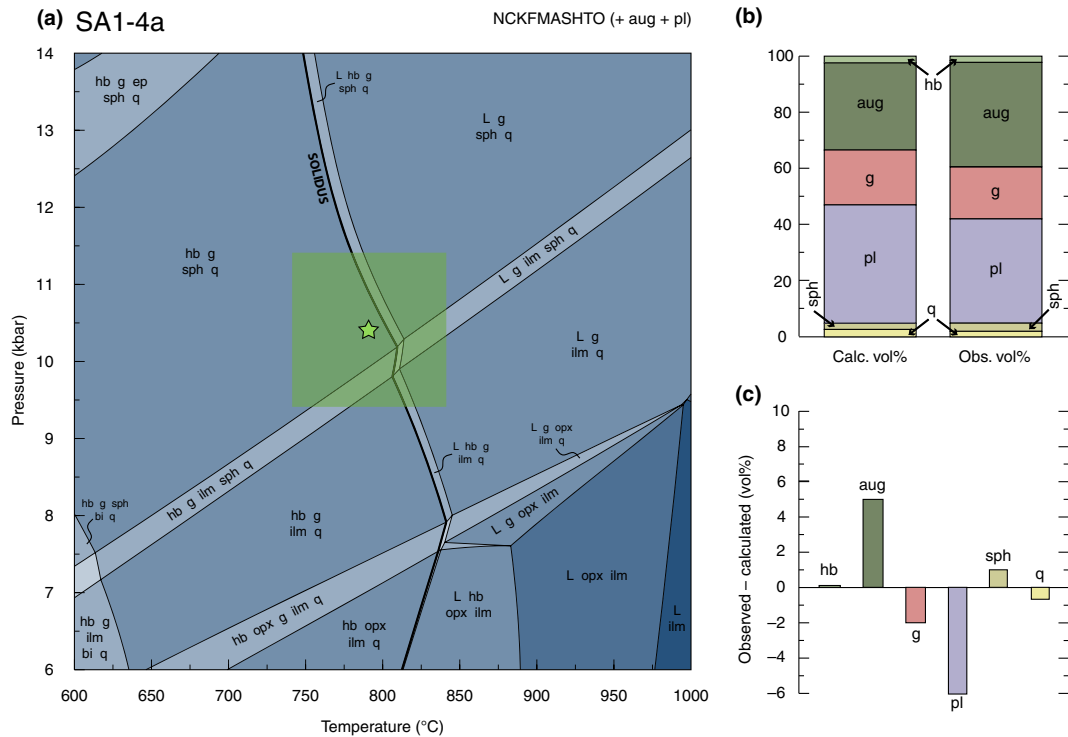 (a) SA1-4a
NCKFMASHTO (+ aug + pl)
Pressure (kbar)
14
13
12
11
10
9
8
7
6
600
650
700
750
800
850
900
950
1000
Temperature (°C)
hb g ep
sph q
L hb g
sph q
L g
sph q
SOLIDUS
hb g
sph q
L g ilm sph q
L g
ilm q
L g opx
ilm q
L hb g
ilm q
hb g ilm sph q
hb g sph
bi q
hb g
ilm q
L g opx ilm
L opx ilm
L hb
opx ilm
L
ilm
hb opx g ilm q
hb opx
ilm q
hb g
ilm
bi q
(b)
100
80
60
40
20
0
hb
aug
aug
g
g
pl
pl
sph
q
sph
Calc. vol%
Obs. vol%
(c)
Observed – calculated (vol%)
10
8
6
4
2
0
–2
–4
–6
hb
aug
g
pl
sph
q